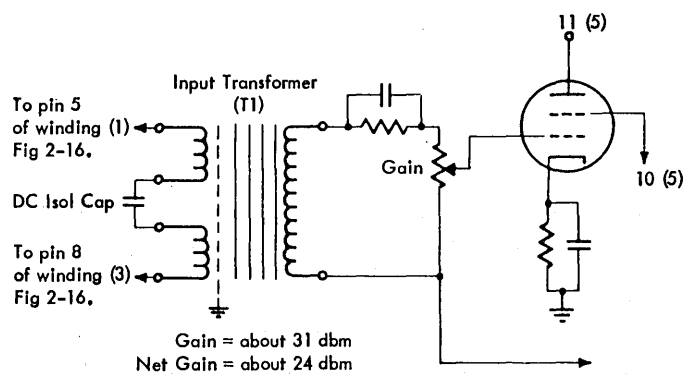 11 (5)
Input Transformer
(T1)
To pin 5
of winding (1)
Fig 2-16.
Gain
10 (5)
DC Isol Cap
To pin 8
of winding (3)
Fig 2-16.
Gain = about 31 dbm
Net Gain = about 24 dbm